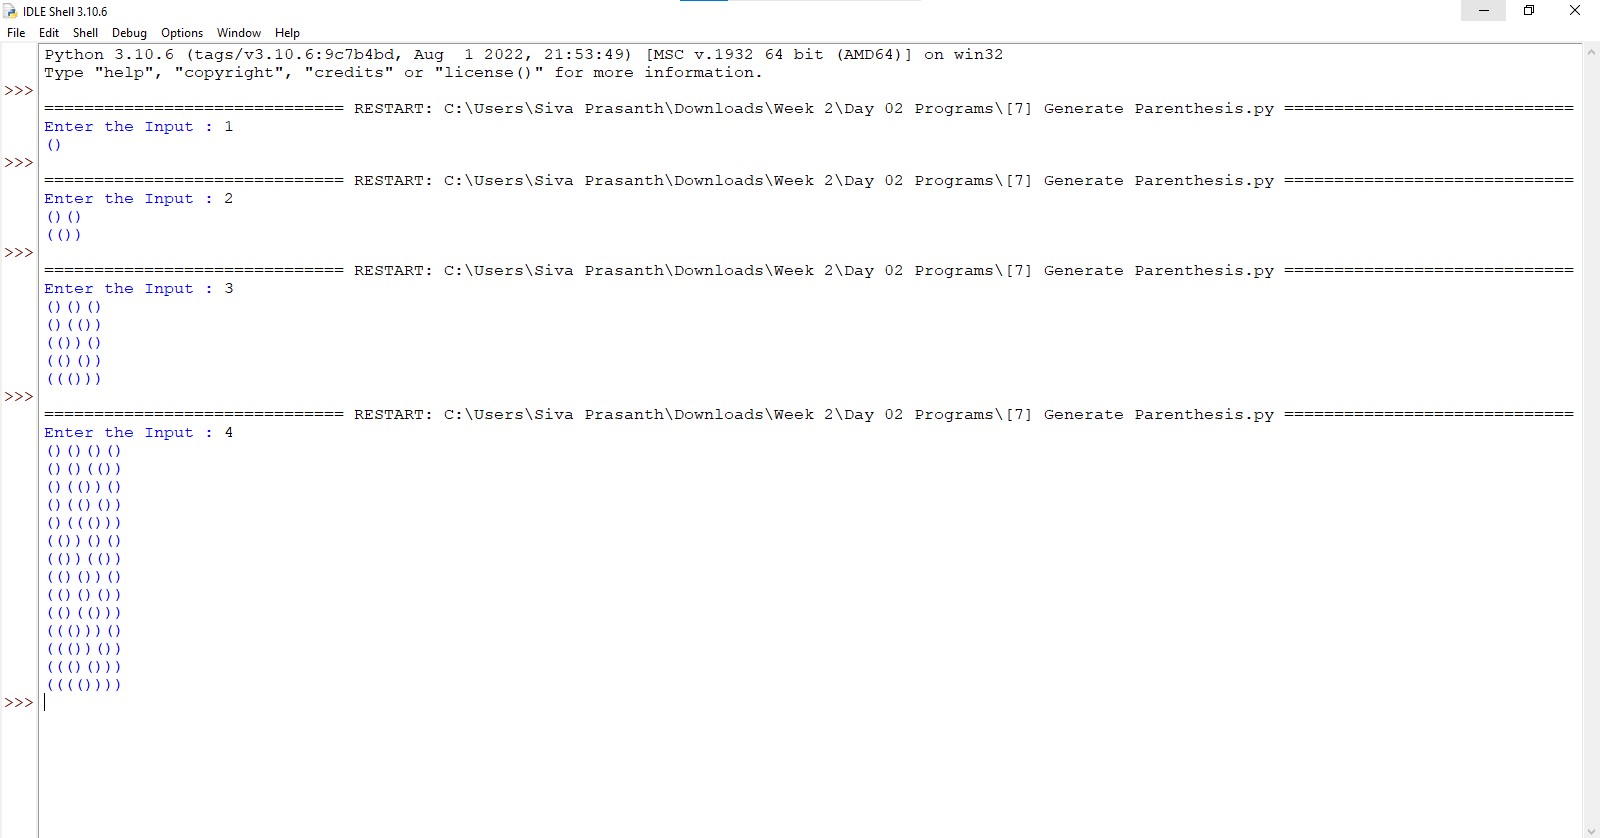 IDLE Shell 3.10.6
File Edit Shell Debug Options Window Help
Python 3.10.6 (tags/v3.10.6:9c7b4bd, Aug  1 2022, 21:53:49) [MSC v.1932 64 bit (AMD64)] on win32
Type "help", "copyright", "credits" or "license()" for more information.
>>>
============================== RESTART: C:\Users\Siva Prasanth\Downloads\Week 2\Day 02 Programs\[7] Generate Parenthesis.py =============================
Enter the Input : 1
()
>>>
============================== RESTART: C:\Users\Siva Prasanth\Downloads\Week 2\Day 02 Programs\[7] Generate Parenthesis.py =============================
Enter the Input : 2
()()
(())
>>>
============================== RESTART: C:\Users\Siva Prasanth\Downloads\Week 2\Day 02 Programs\[7] Generate Parenthesis.py =============================
Enter the Input : 3
()()()
()(())
(())()
(()())
((()))
>>>
============================== RESTART: C:\Users\Siva Prasanth\Downloads\Week 2\Day 02 Programs\[7] Generate Parenthesis.py =============================
Enter the Input : 4
()()()()
()()(())
()(())()
()(()())
()((()))
(())()()
(())(())
(()())()
(()()())
(()(()))
((()))()
((())())
((()()))
(((())))
>>>